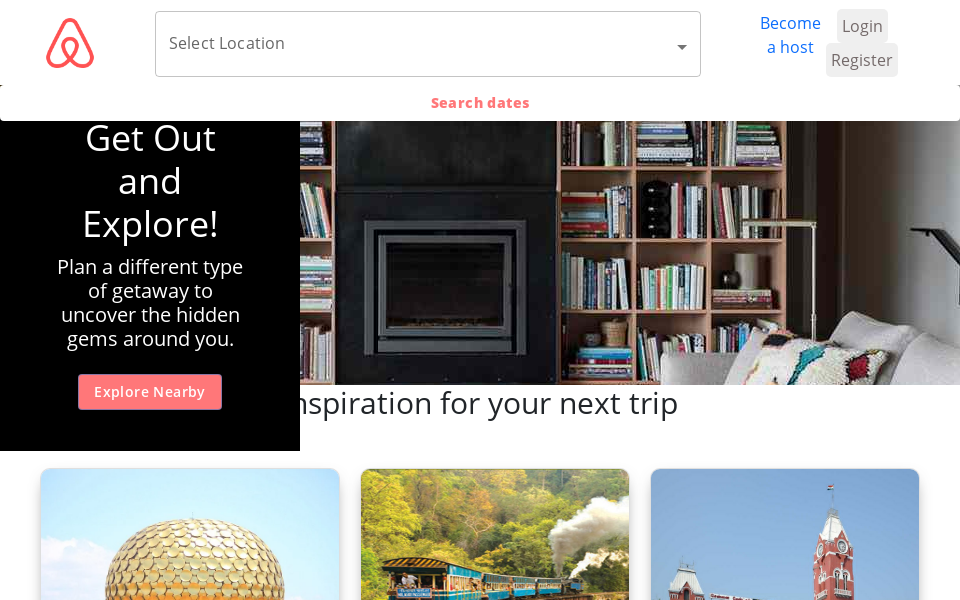 Select Location
Become
a host
Login
Register
Search dates
Get Out
and
Explore!
Plan a different type
of getaway to
uncover the hidden
gems around you.
Explore Nearby
nspiration for your next trip